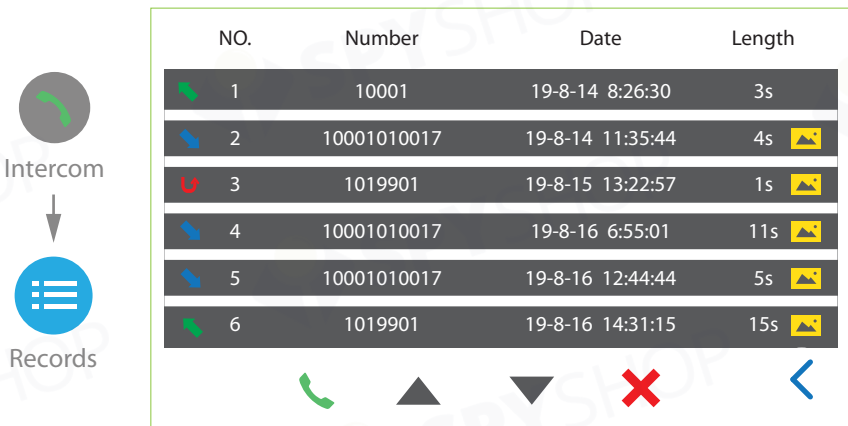 NO. Number Date Length
1 10001 19-8-14 8:26:30 3s
2 10001010017 19-8-14 11:35:44 4s
3 1019901 19-8-15 13:22:57 1s
4 10001010017 19-8-16 6:55:01 11s
5 10001010017 19-8-16 12:44:44 5s
6 1019901 19-8-16 14:31:15 15s
Intercom
Records
SPYSHOP